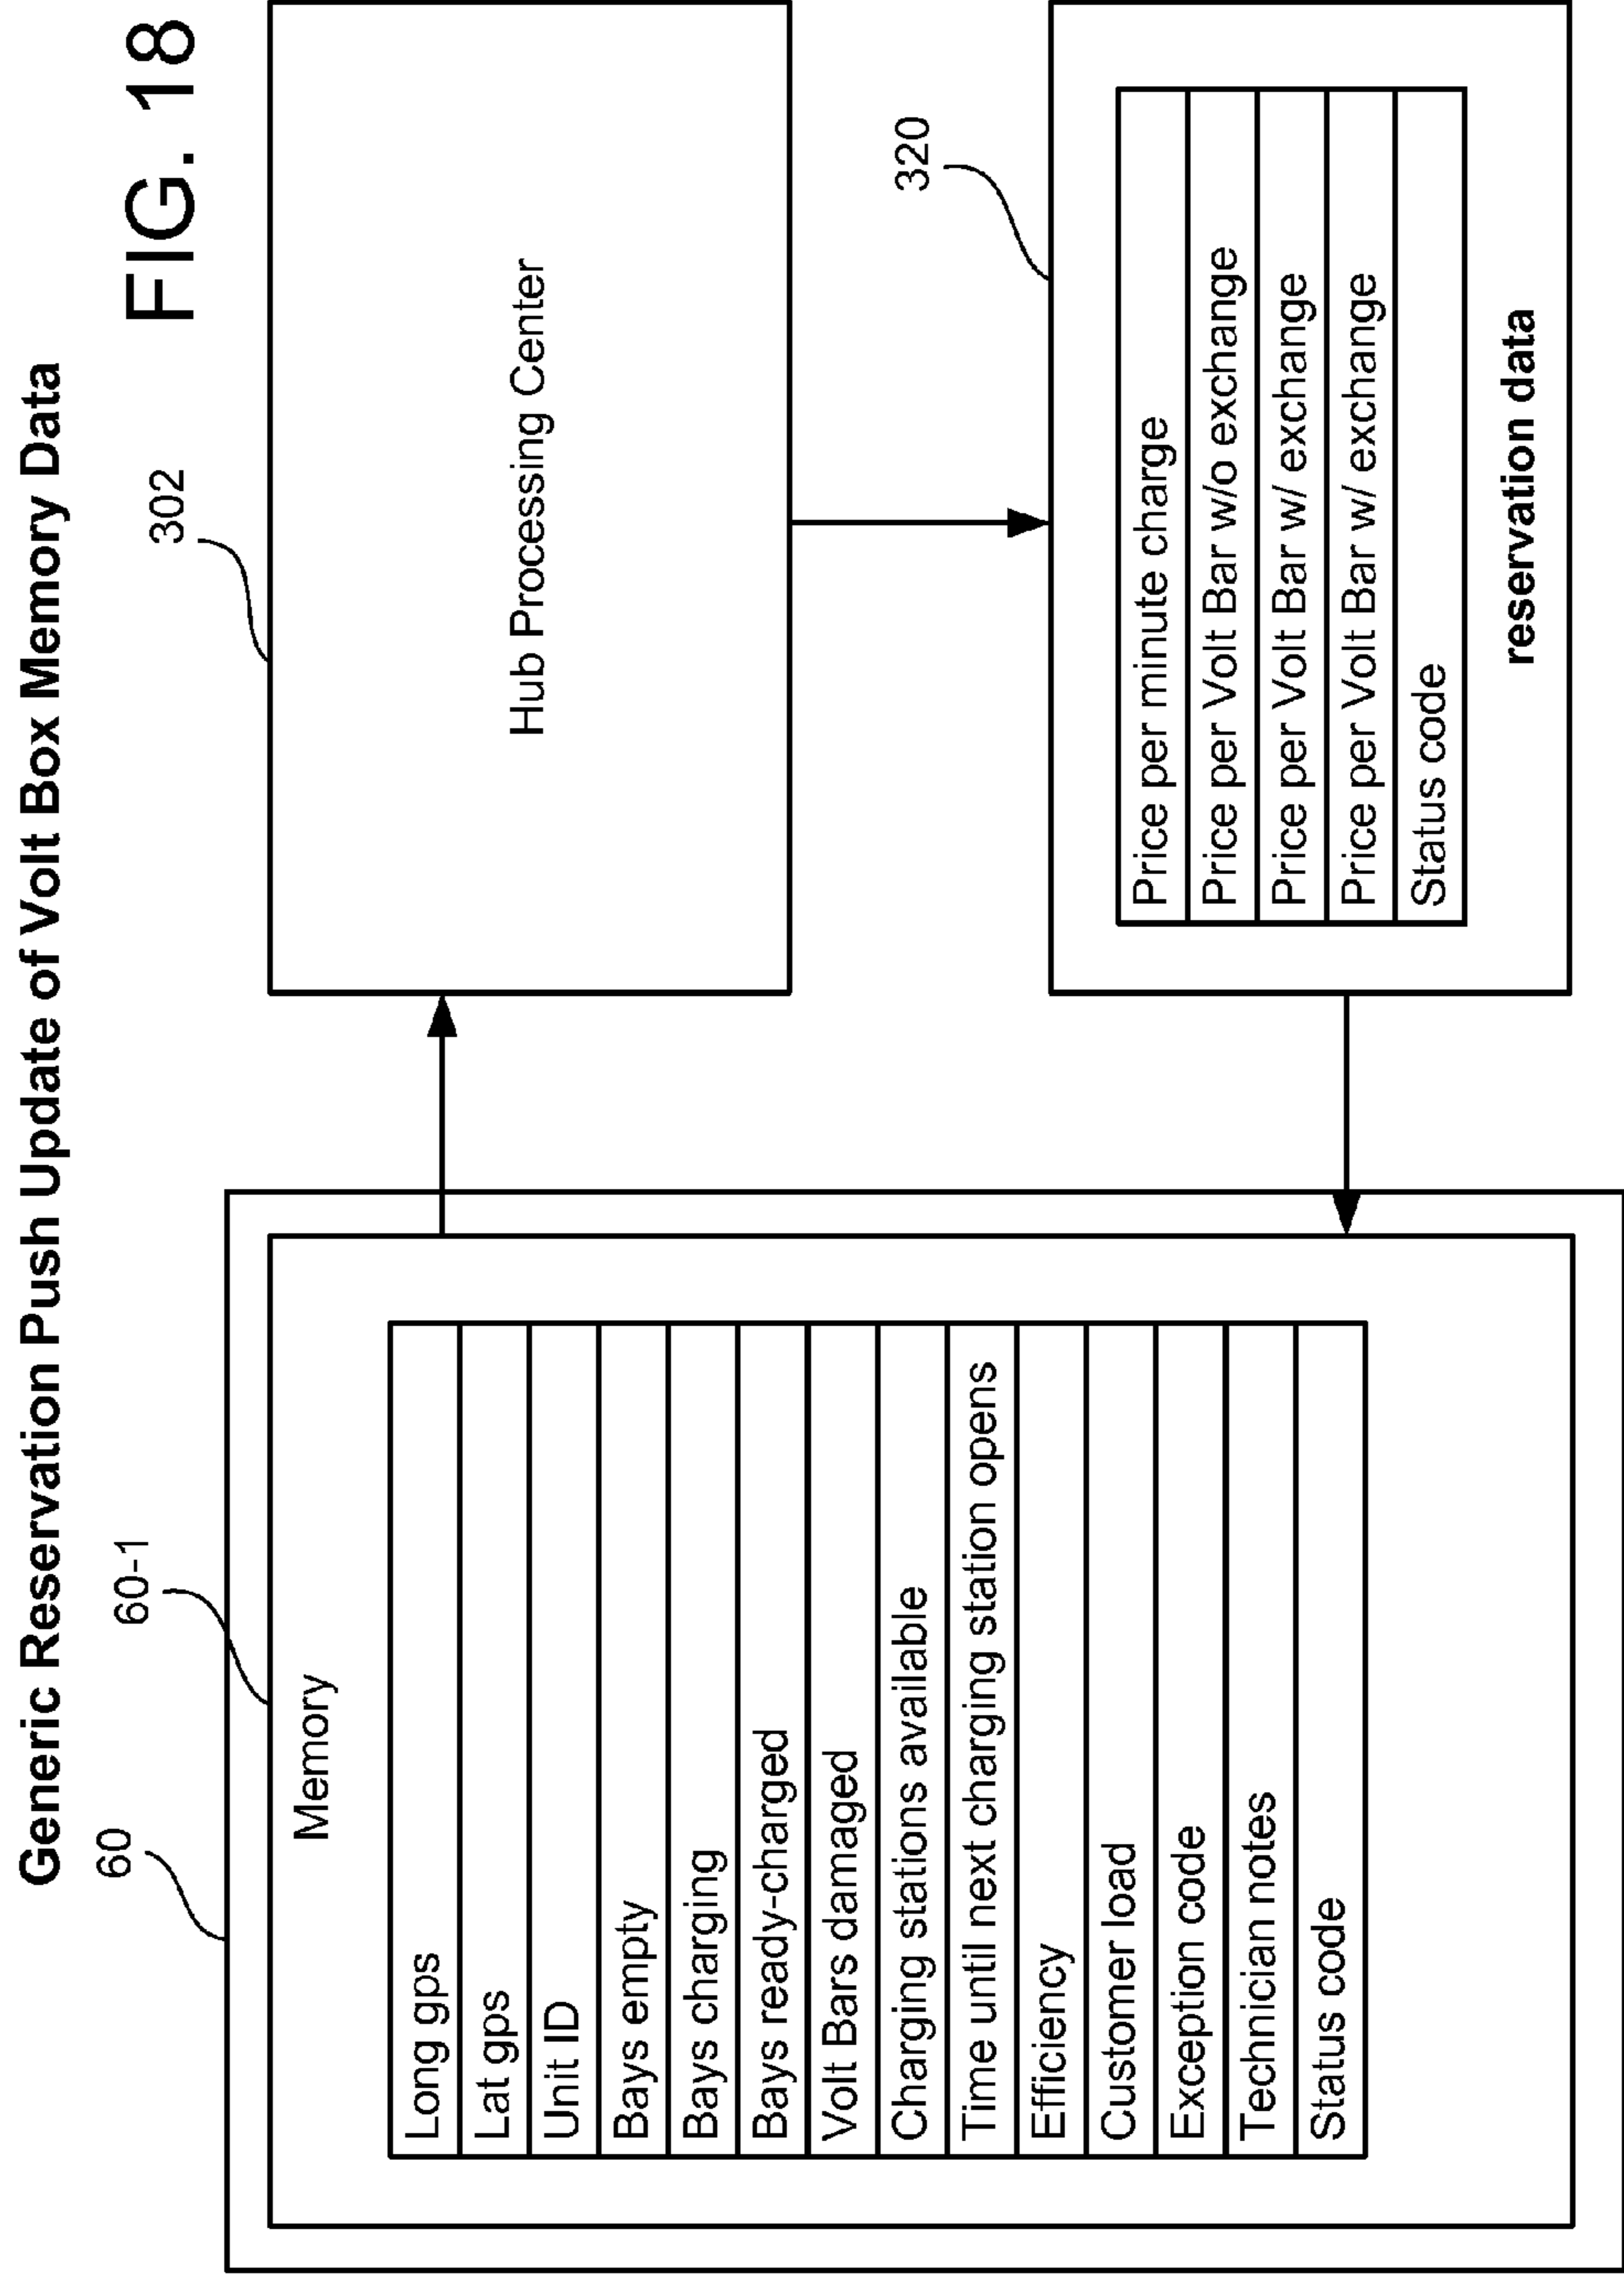 Generic Reservation Push Update of Volt Box Memory Data
FIG. 18
60
60-1
Memory
Long gps
Lat gps
Unit ID
Bays empty
Bays charging
Bays ready-charged
Volt Bars damaged
Charging stations available
Time until next charging station opens
Efficiency
Customer load
Exception code
Technician notes
Status code
302
Hub Processing Center
320
Price per minute charge
Price per Volt Bar w/o exchange
Price per Volt Bar w/ exchange
Price per Volt Bar w/ exchange
Status code
reservation data